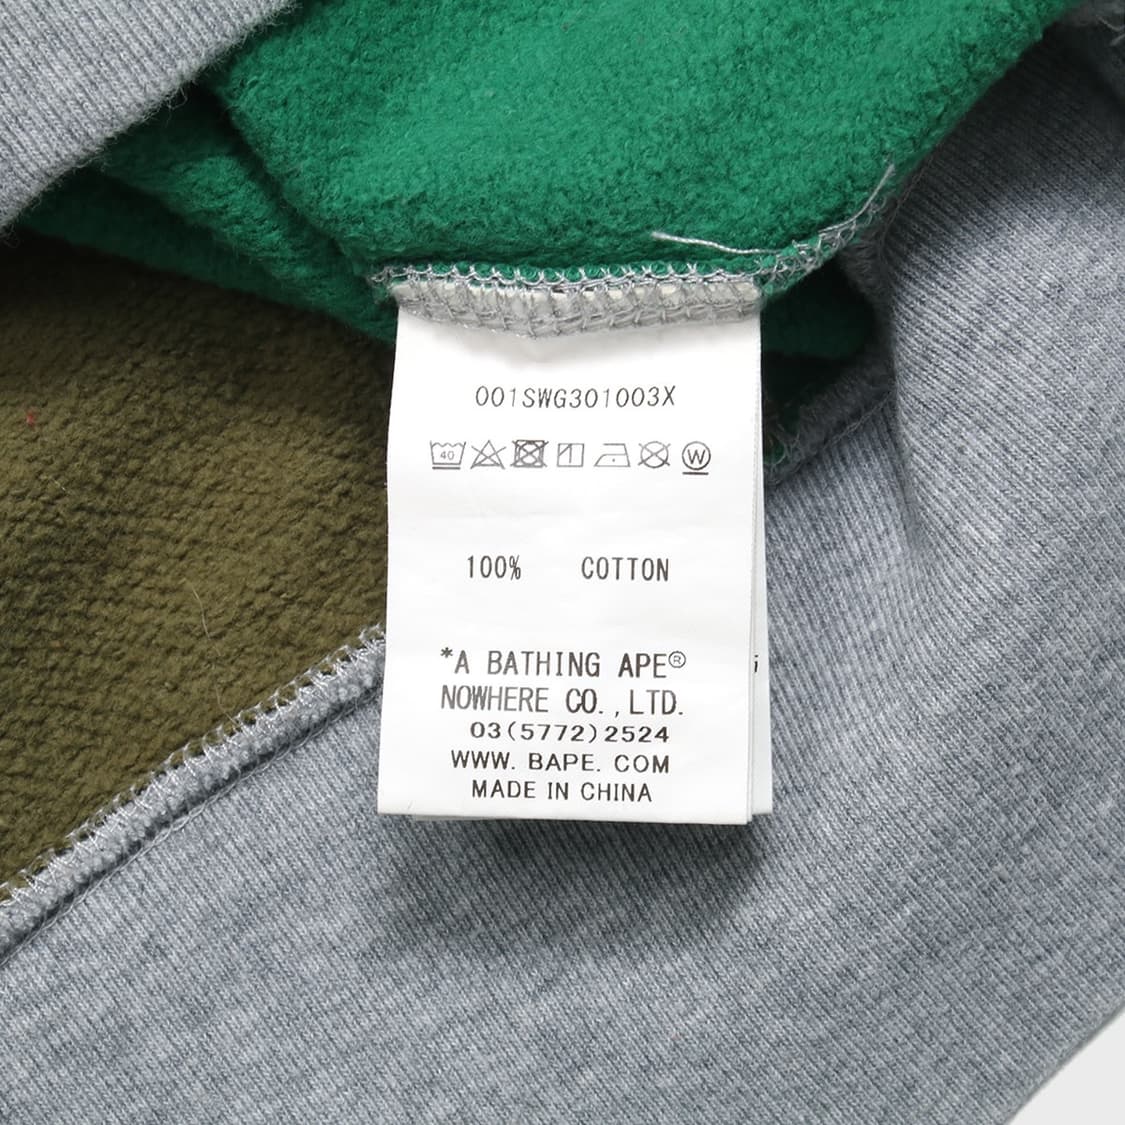 001SWG301003X
40 W
100% COTTON
*A BATHING APE®
NOWHERE CO.,LTD.
03(5772)2524
WWW. BAPE. COM
MADE IN CHINA